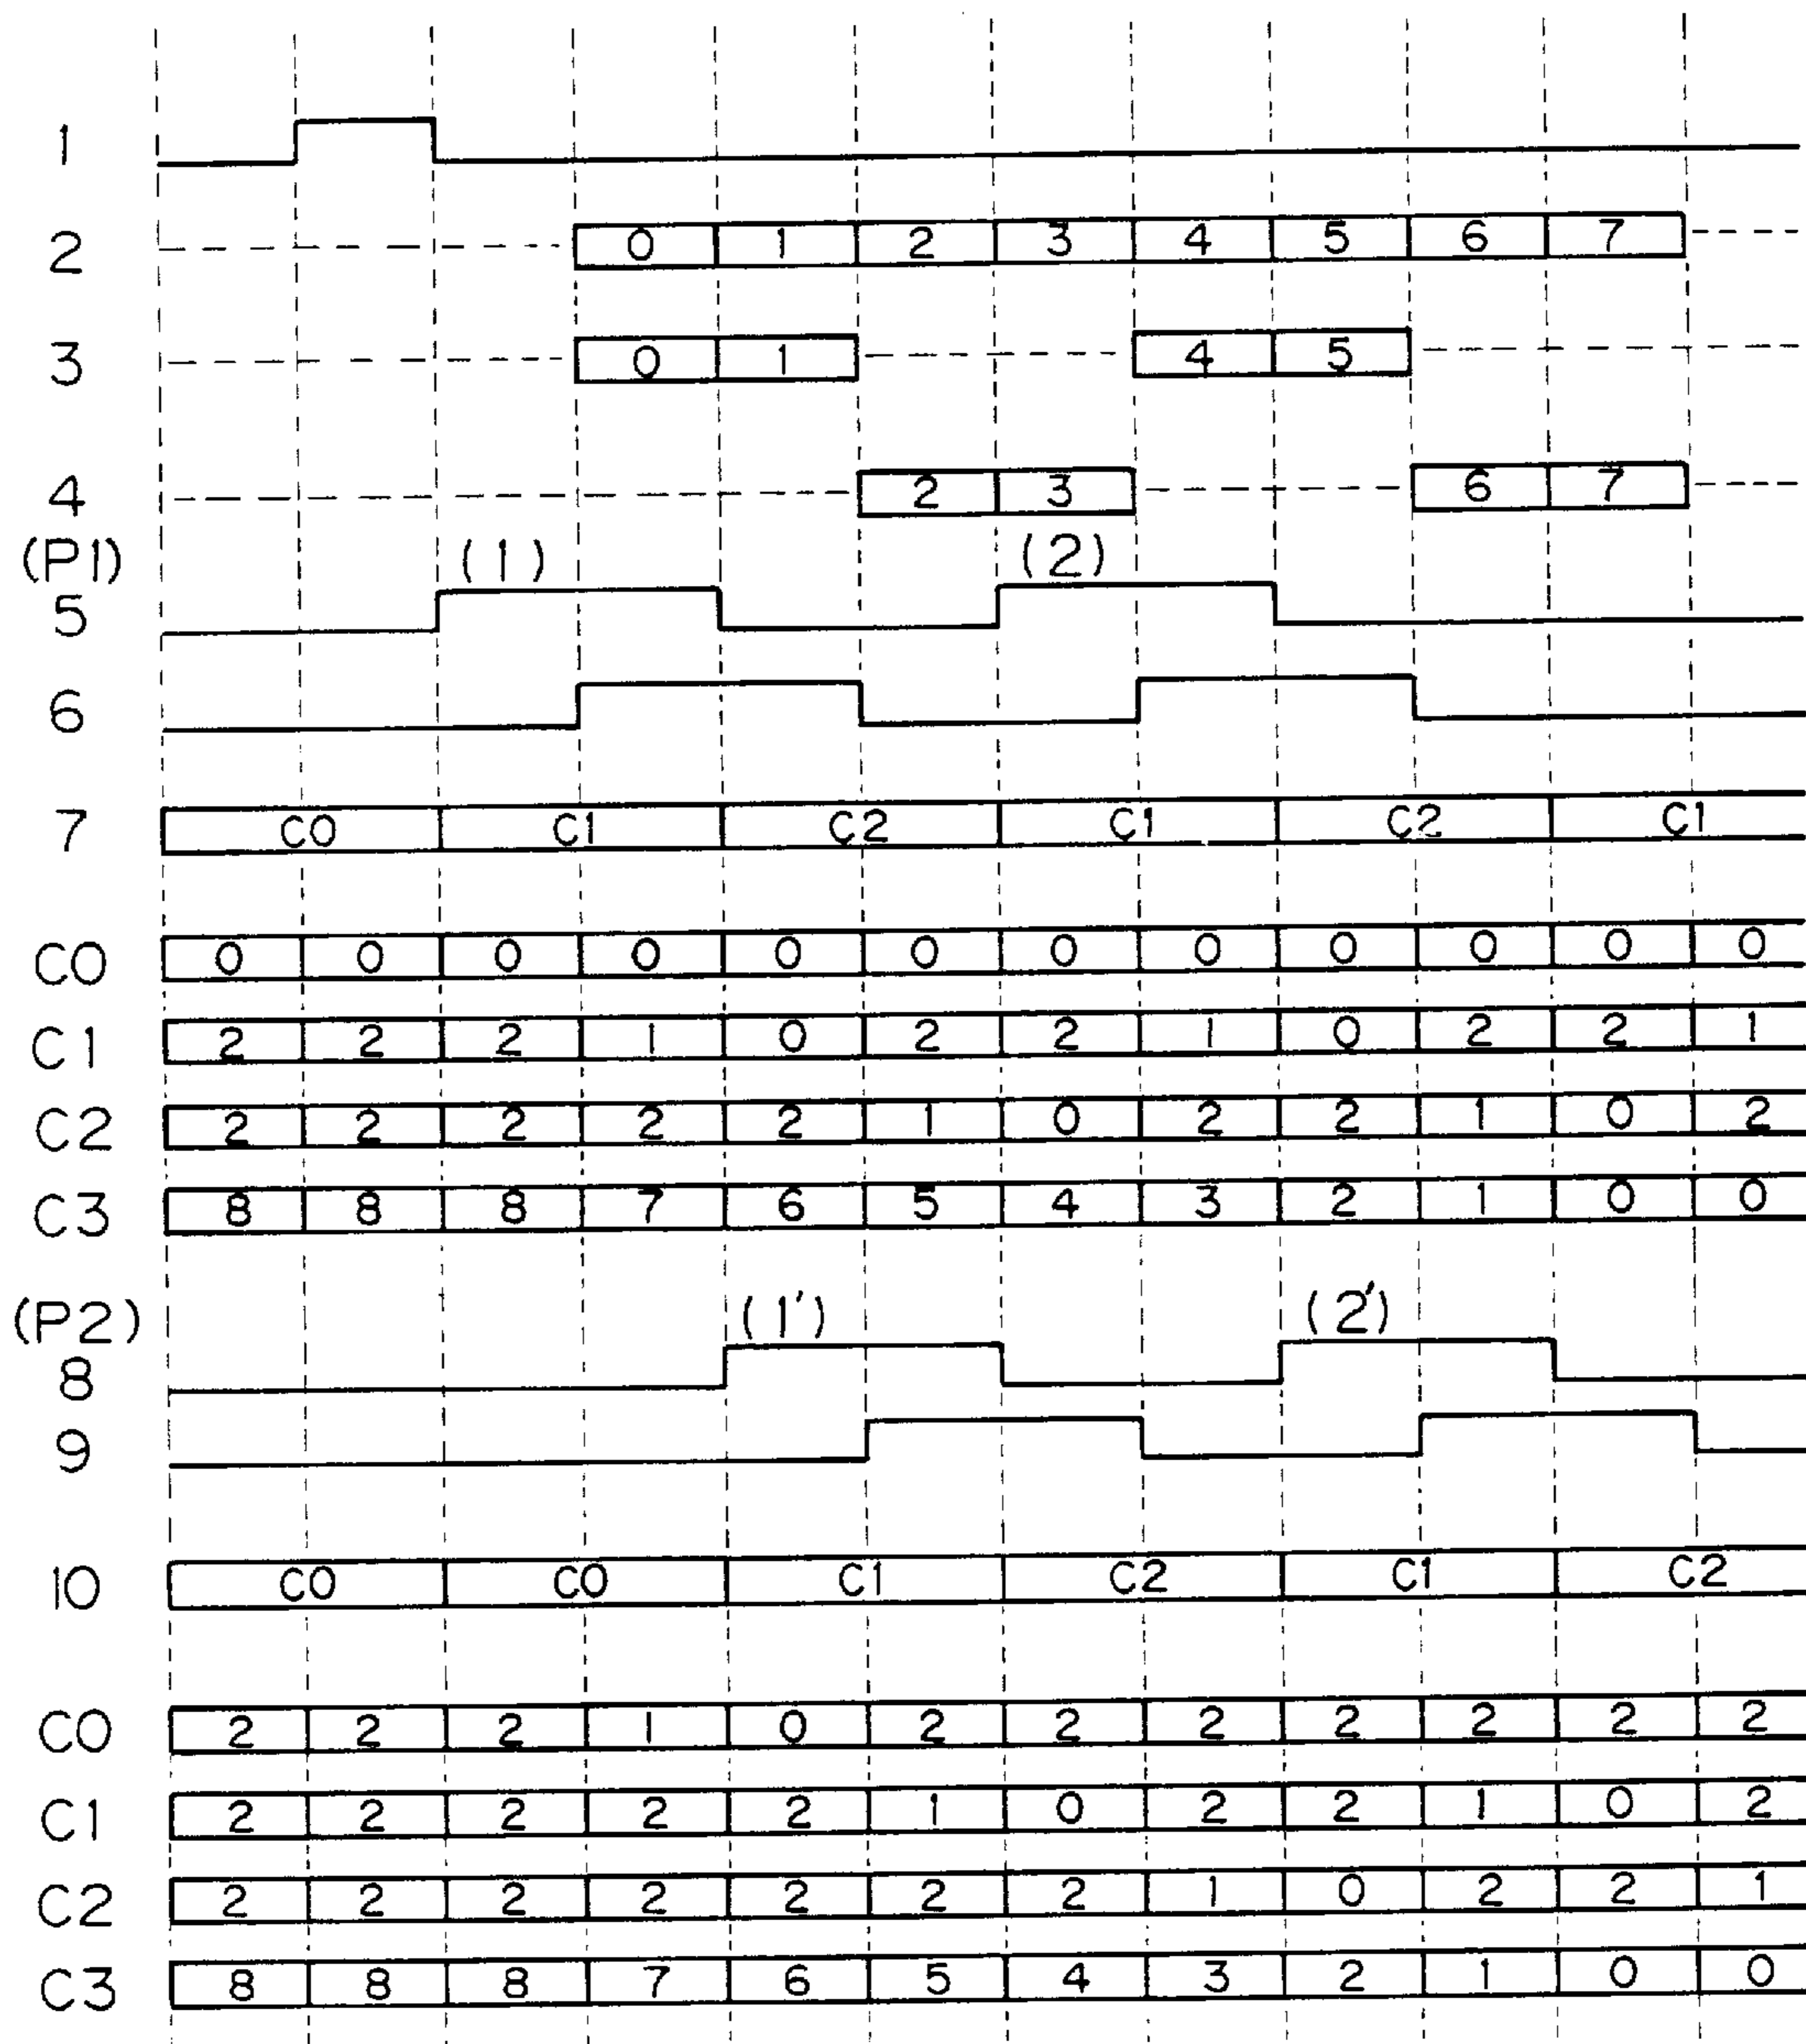 1
2 0 1 2 3 4 5 6 7
3 0 1 4 5
4 2 3 6 7
(P1) (1) (2)
5
6
7 C0 C1 C2 C1 C2 C1
C0 0 0 0 0 0 0 0 0 0 0 0 0
C1 2 2 2 1 0 2 2 1 0 2 2 1
C2 2 2 2 2 2 1 0 2 2 1 0 2
C3 8 8 8 7 6 5 4 3 2 1 0 0
(P2) (1') (2')
8
9
10 C0 C0 C1 C2 C1 C2
C0 2 2 2 1 0 2 2 2 2 2 2 2
C1 2 2 2 2 2 1 0 2 2 1 0 2
C2 2 2 2 2 2 2 2 1 0 2 2 1
C3 8 8 8 7 6 5 4 3 2 1 0 0